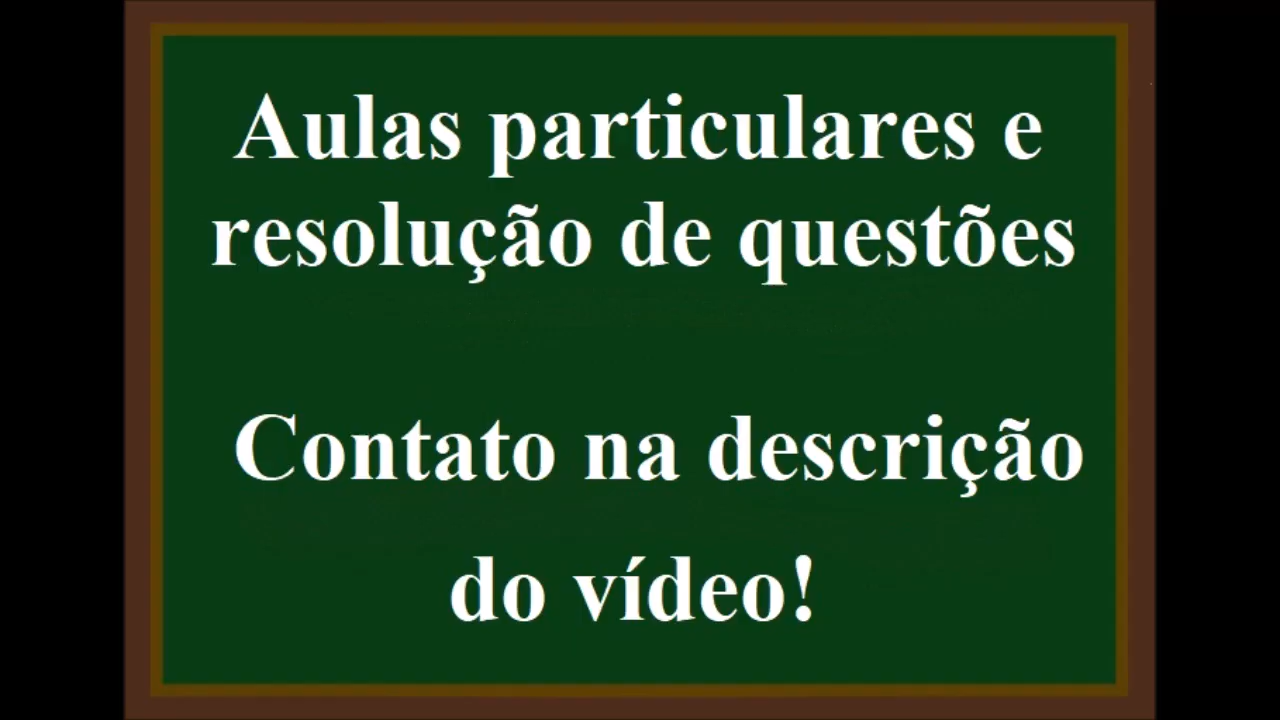 Aulas particulares e
resolução de questões
Contato na descrição
do vídeo!